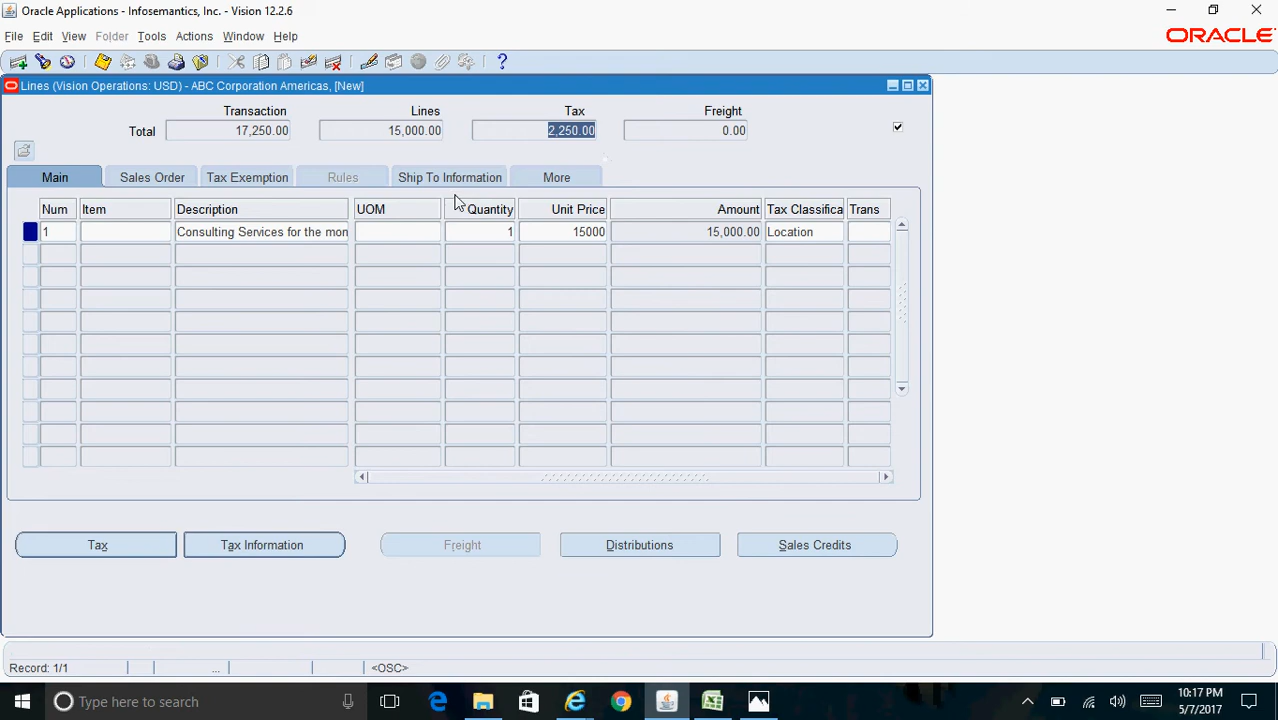 Oracle Applications - Infosemantics, Inc. - Vision 12.2.6
File Edit View Folder Tools Actions Window Help
ORACLE
Lines (Vision Operations: USD) - ABC Corporation Americas, [New]
Transaction Lines Tax Freight
Total 17,250.00 15,000.00 2,250.00 0.00
Main Sales Order Tax Exemption Rules Ship To Information More
Num Item Description UOM Quantity Unit Price Amount Tax Classifica Trans
1 Consulting Services for the mon 1 15000 15,000.00 Location
Tax Tax Information Freight Distributions Sales Credits
Record: 1/1 ... <OSC>
Type here to search
10:17 PM
5/7/2017